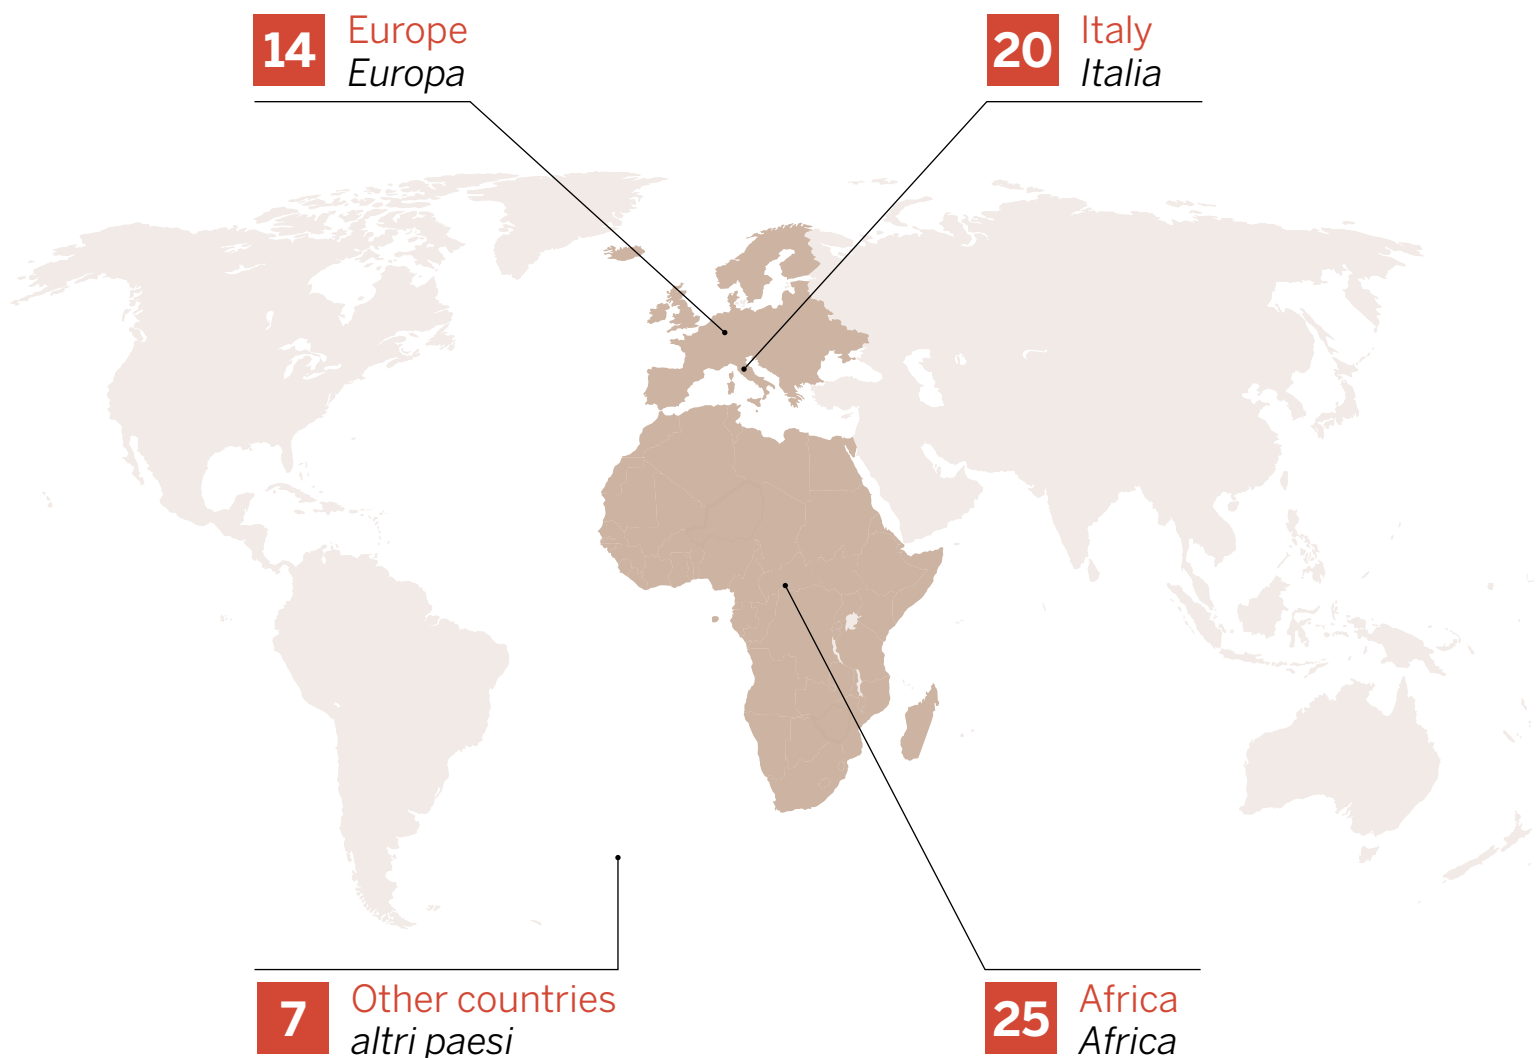 14
Europe
Europa
20
Italy
Italia
7
Other countries
altri paesi
25
Africa
Africa